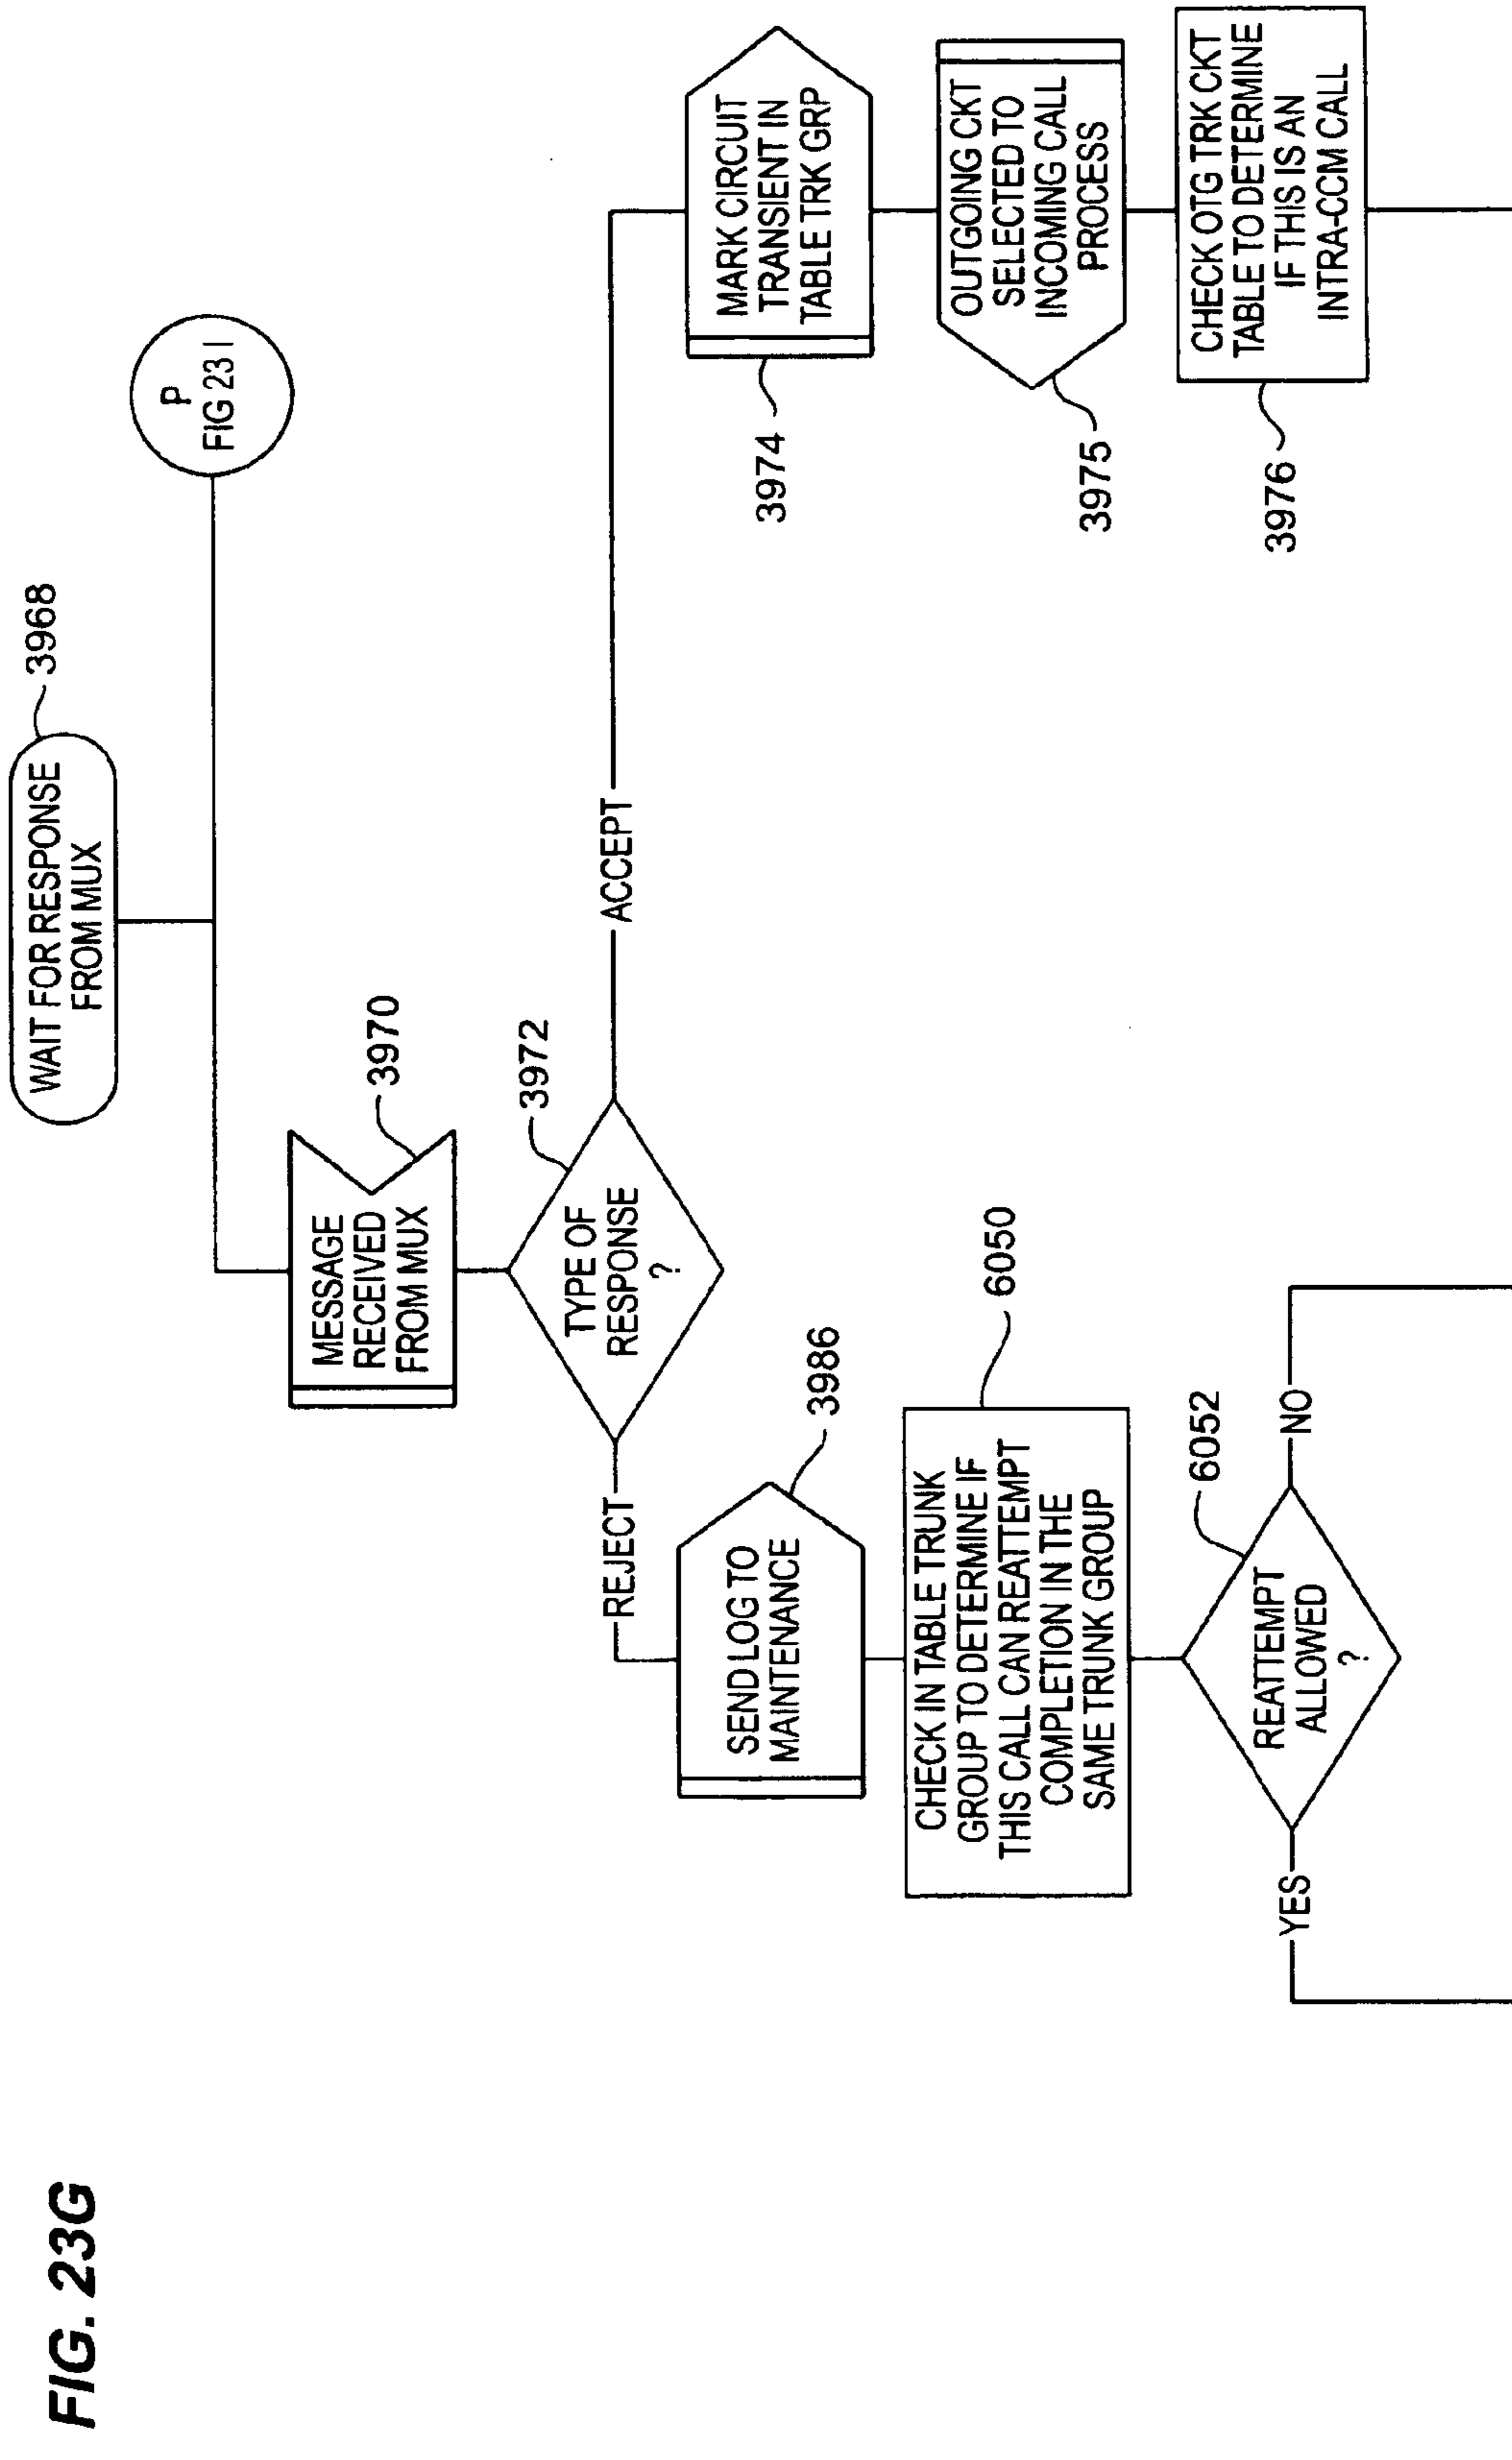 FIG. 23G
WAIT FOR RESPONSE
FROM MUX
3968
P
FIG 23 I
MESSAGE
RECEIVED
FROM MUX
3970
TYPE OF
RESPONSE
?
3972
REJECT
ACCEPT
SEND LOG TO
MAINTENANCE
3986
CHECK IN TABLE TRUNK
GROUP TO DETERMINE IF
THIS CALL CAN REATTEMPT
COMPLETION IN THE
SAME TRUNK GROUP
6050
REATTEMPT
ALLOWED
?
6052
YES
NO
MARK CIRCUIT
TRANSIENT IN
TABLE TRK GRP
3974
OUTGOING CKT
SELECTED TO
INCOMING CALL
PROCESS
3975
CHECK OTG TRK CKT
TABLE TO DETERMINE
IF THIS IS AN
INTRA-CCM CALL
3976